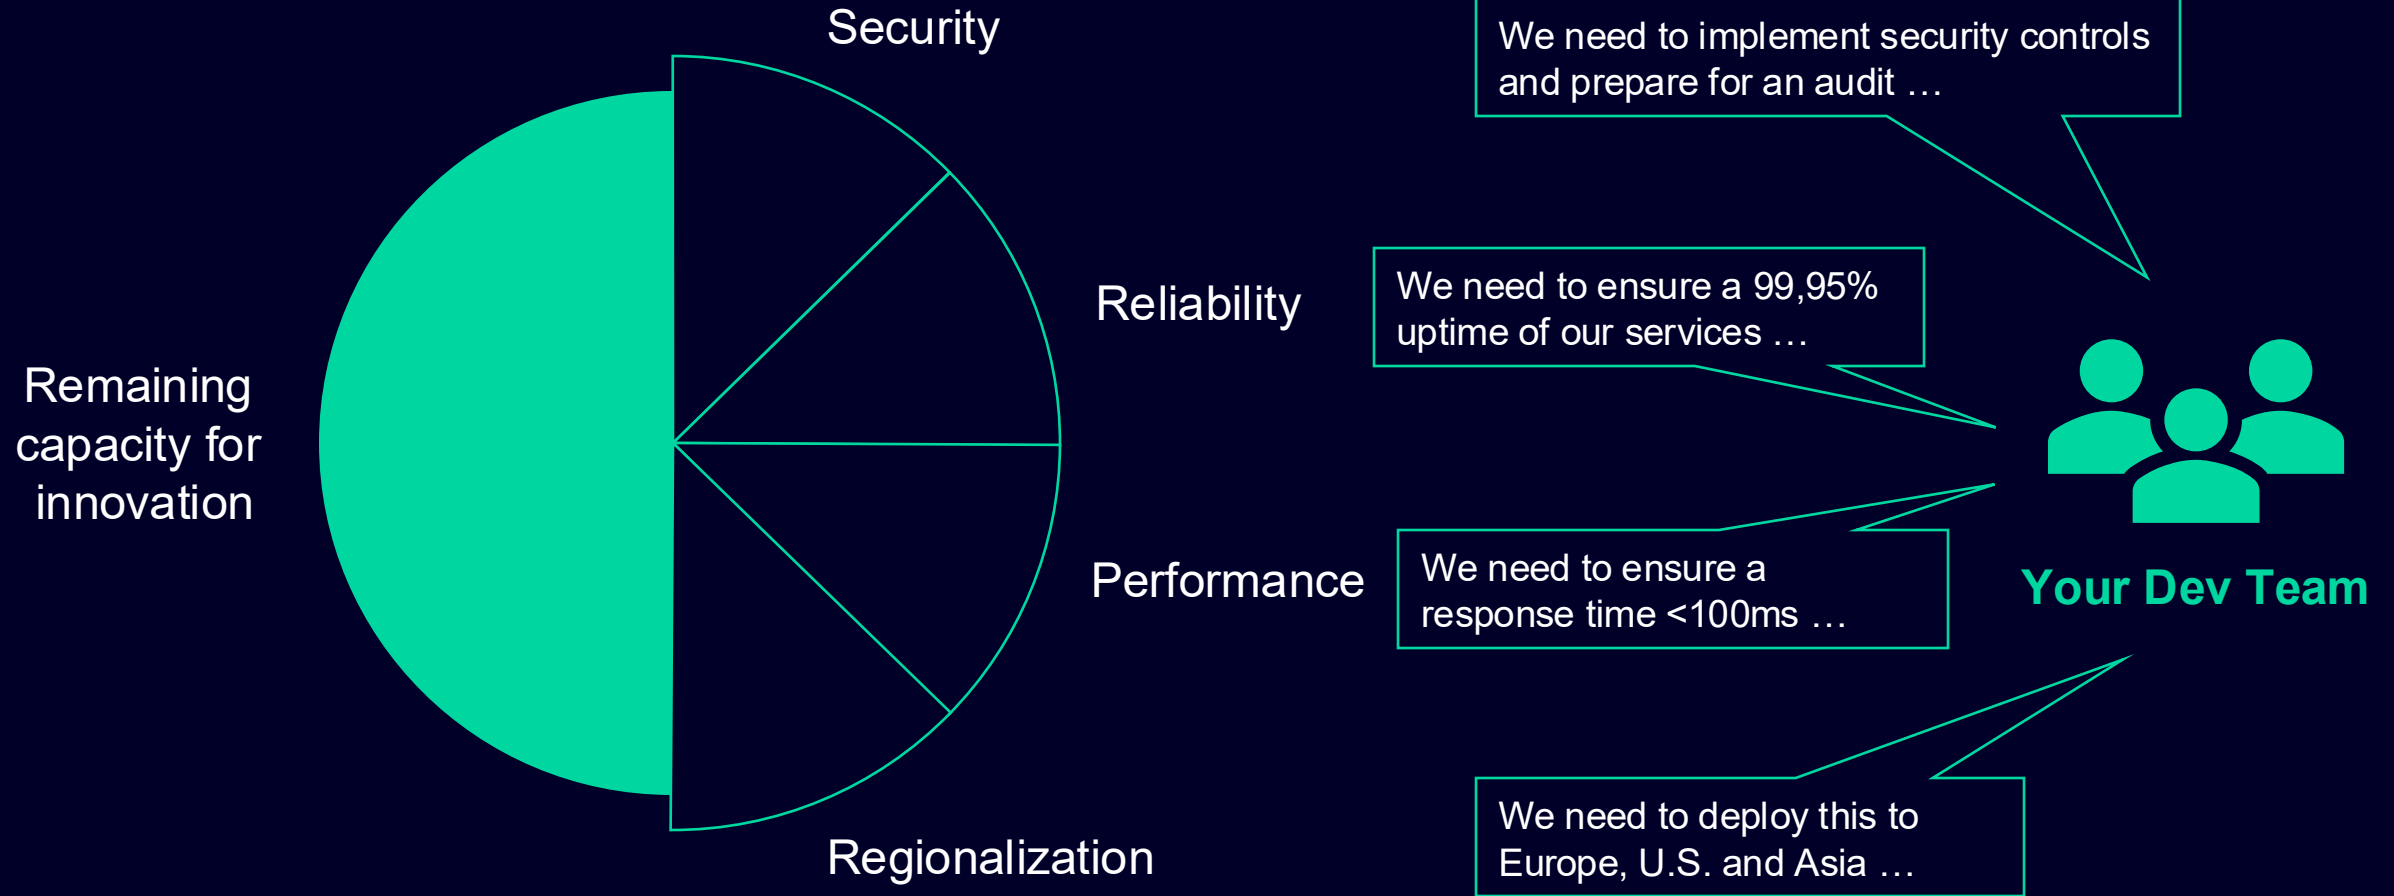 Security
We need to implement security controls
and prepare for an audit …
Reliability
We need to ensure a 99,95%
uptime of our services …
Remaining
capacity for
innovation
Performance
We need to ensure a
response time <100ms …
Your Dev Team
Regionalization
We need to deploy this to
Europe, U.S. and Asia …